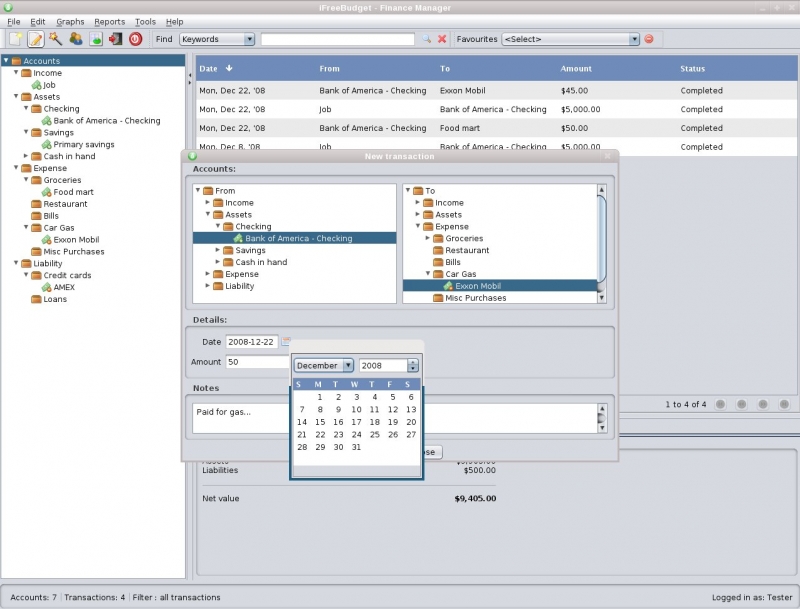 iFreeBudget - Finance Manager
File Edit Graphs Reports Tools Help
Find Keywords Favourites <Select>
Accounts
Income
Job
Assets
Checking
Bank of America - Checking
Savings
Primary savings
Cash in hand
Expense
Groceries
Food mart
Restaurant
Bills
Car Gas
Exxon Mobil
Misc Purchases
Liability
Credit cards
AMEX
Loans
Date From To Amount Status
Mon, Dec 22, '08 Bank of America - Checking Exxon Mobil $45.00 Completed
Mon, Dec 22, '08 Job Bank of America - Checking $5,000.00 Completed
Mon, Dec 22, '08 Bank of America - Checking Food mart $50.00 Completed
Mon, Dec 8, '08 Job Bank of America - Checking $5,000.00 Completed
New transaction
Accounts:
From
Income
Assets
Checking
Bank of America - Checking
Savings
Cash in hand
Expense
Liability
To
Income
Assets
Expense
Groceries
Restaurant
Bills
Car Gas
Exxon Mobil
Misc Purchases
Details:
Date 2008-12-22
Amount 50
December 2008
S M T W T F S
1 2 3 4 5 6
7 8 9 10 11 12 13
14 15 16 17 18 19 20
21 22 23 24 25 26 27
28 29 30 31
Notes
Paid for gas...
ose
1 to 4 of 4
Liabilities $500.00
Net value $9,405.00
Accounts: 7 Transactions: 4 Filter : all transactions
Logged in as: Tester